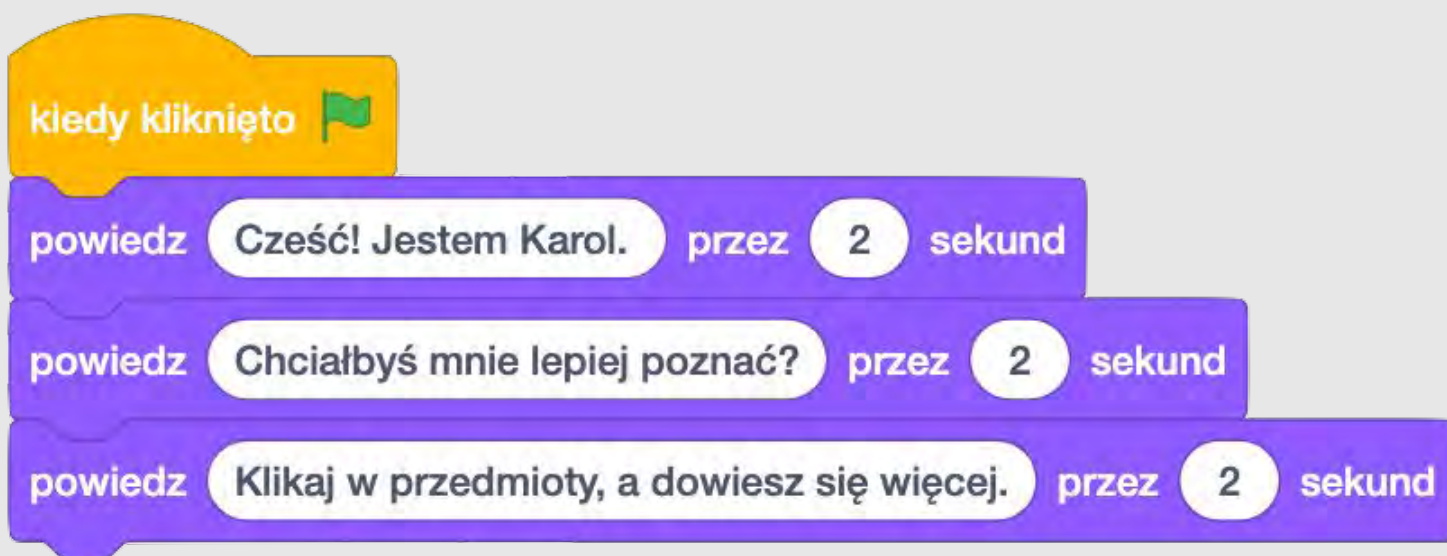 kiedy kliknięto
powiedz Cześć! Jestem Karol. przez 2 sekund
powiedz Chciałbyś mnie lepiej poznać? przez 2 sekund
powiedz Klikaj w przedmioty, a dowiesz się więcej. przez 2 sekund